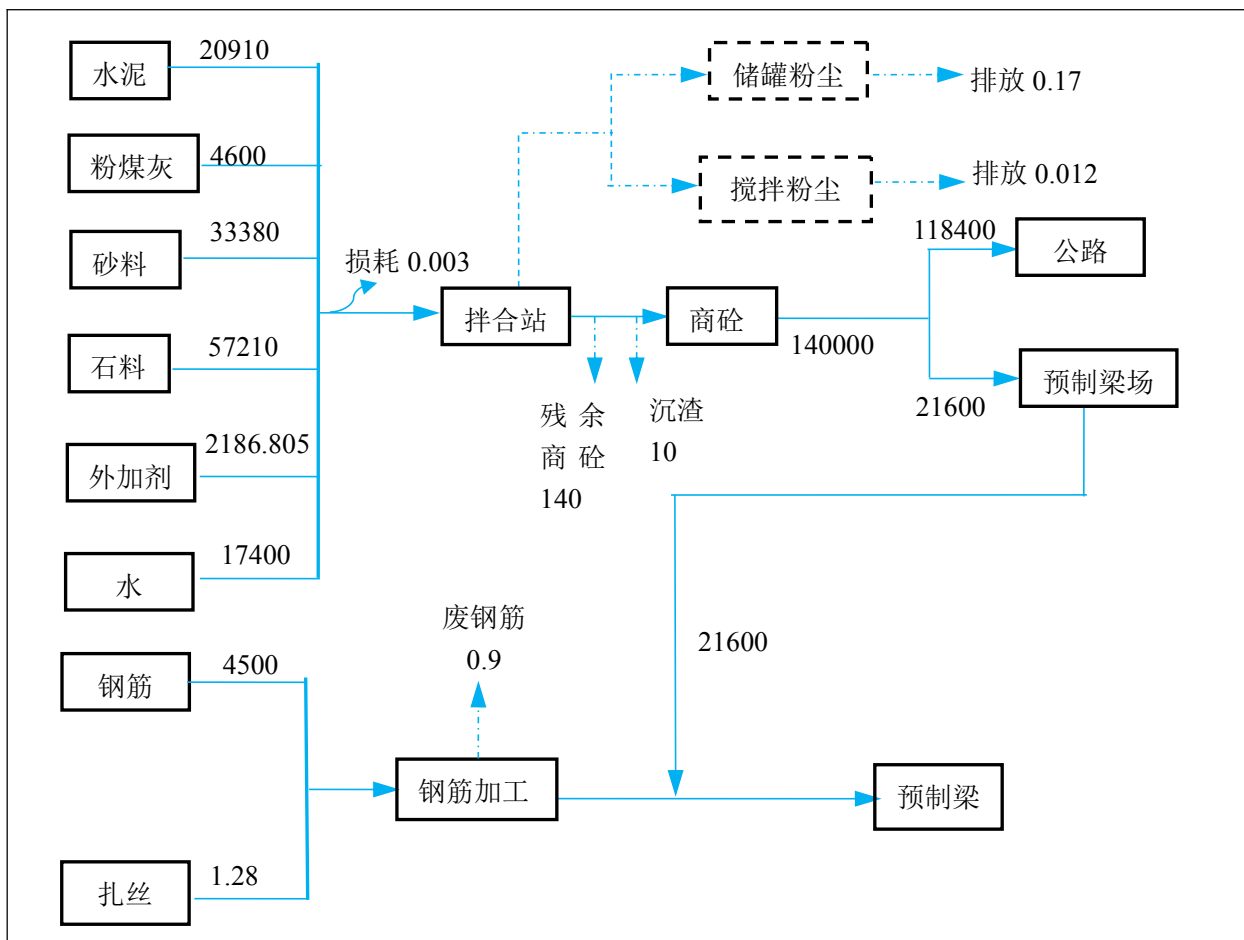 水泥
20910
粉煤灰
4600
砂料
33380
石料
57210
外加剂
2186.805
水
17400
损耗 0.003
拌合站
储罐粉尘
排放 0.17
搅拌粉尘
排放 0.012
残 余
商 砼
140
沉渣
10
商砼
140000
118400
公路
21600
预制梁场
21600
钢筋
4500
扎丝
1.28
废钢筋
0.9
钢筋加工
预制梁